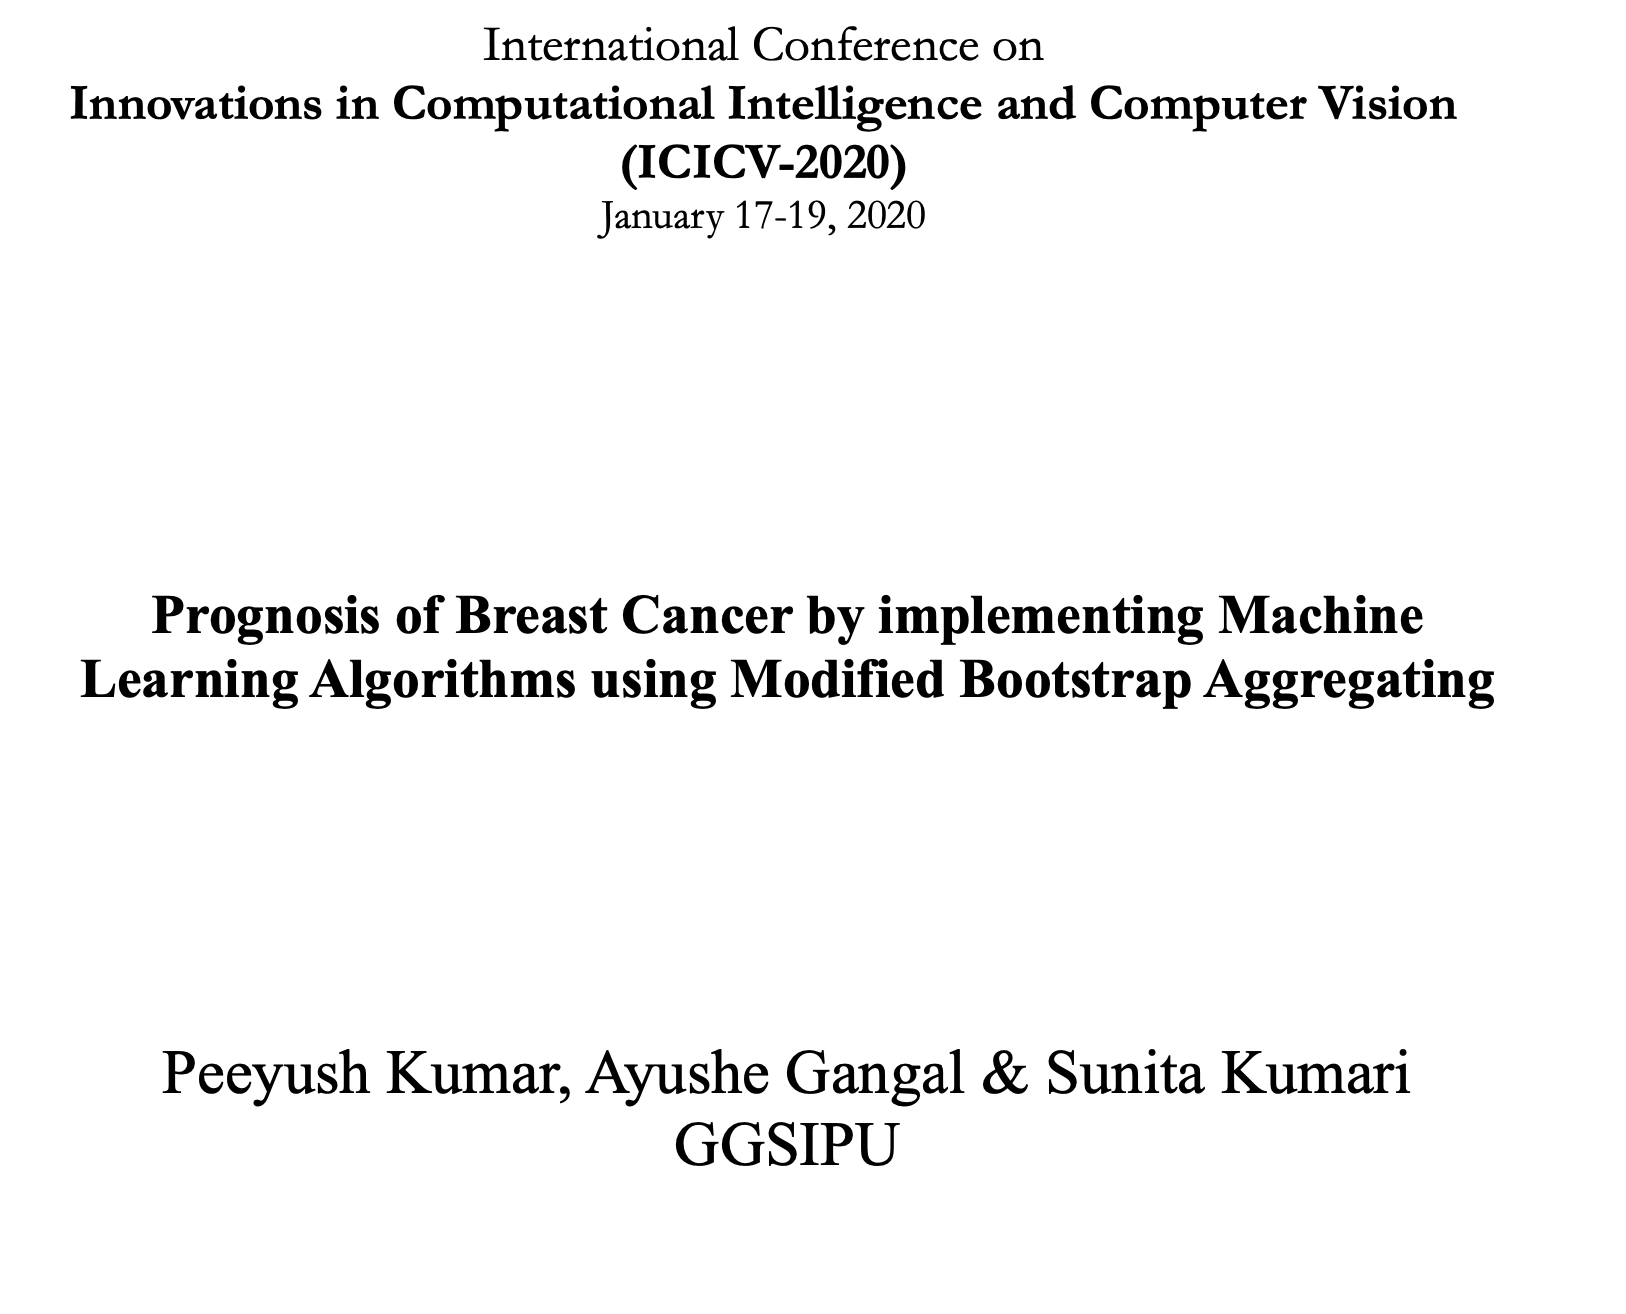 International Conference on
Innovations in Computational Intelligence and Computer Vision
(ICICV-2020)
January 17-19, 2020
Prognosis of Breast Cancer by implementing Machine
Learning Algorithms using Modified Bootstrap Aggregating
Peeyush Kumar, Ayushe Gangal & Sunita Kumari
GGSIPU